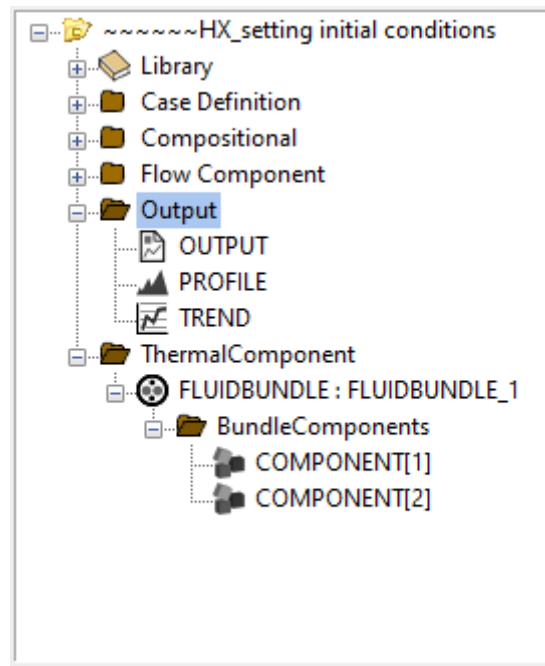 ~~~~~~HX_setting initial conditions
Library
Case Definition
Compositional
Flow Component
Output
OUTPUT
PROFILE
TREND
ThermalComponent
FLUIDBUNDLE : FLUIDBUNDLE_1
BundleComponents
COMPONENT[1]
COMPONENT[2]